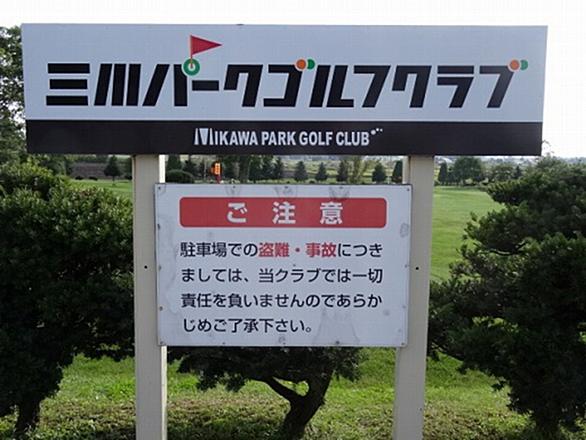 三川パークゴルフクラブ
MIKAWA PARK GOLF CLUB
ご注意
駐車場での盗難・事故につき
ましては、当クラブでは一切
責任を負いませんのであらか
じめご了承下さい。